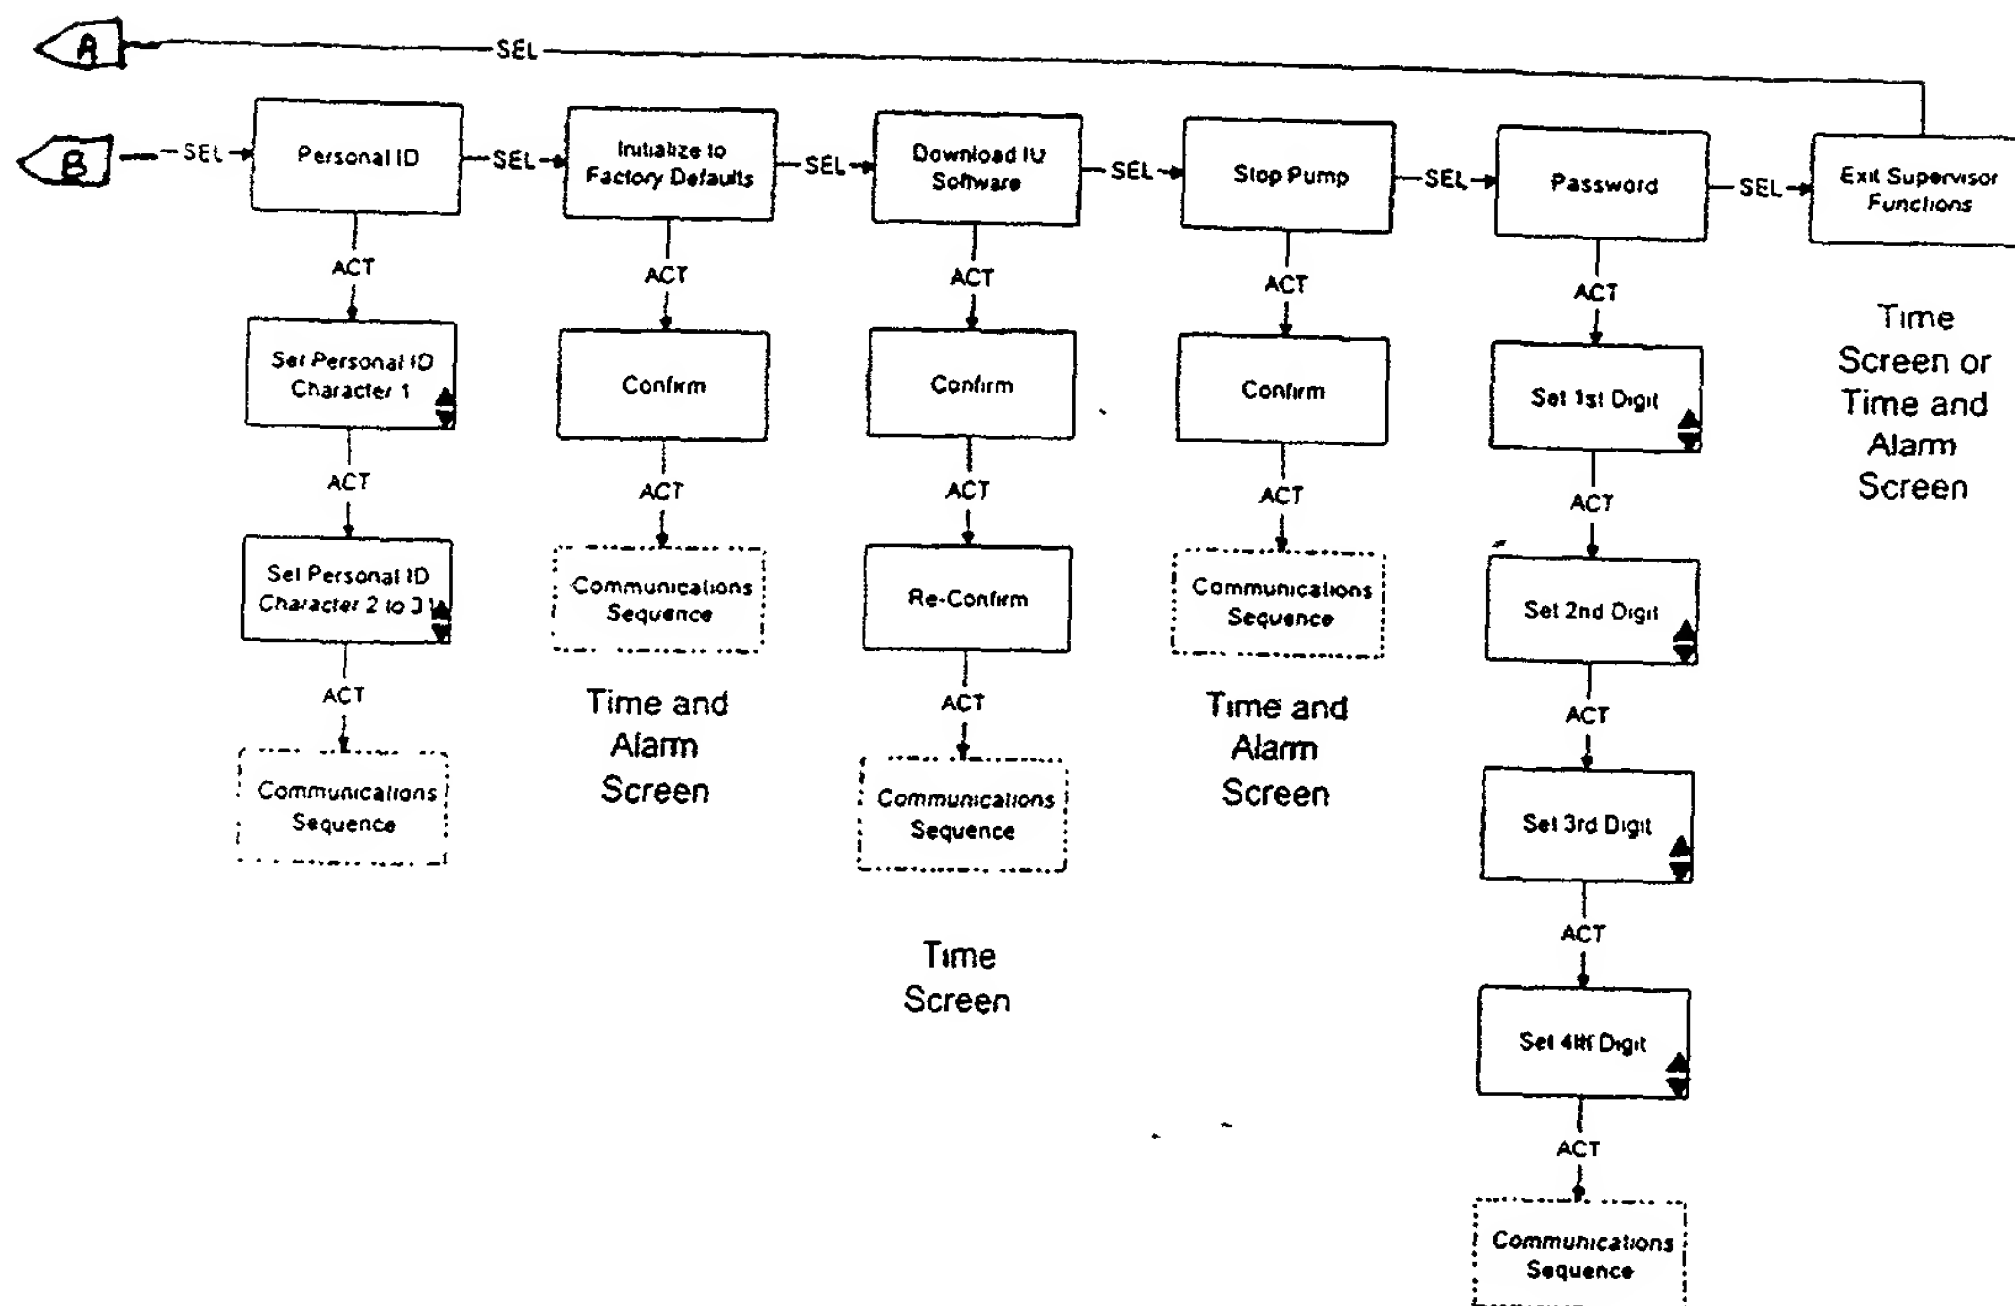 A
SEL
B
SEL
Personal ID
SEL
Initialize to
Factory Defaults
SEL
Download
Software
SEL
Stop Pump
SEL
Password
SEL
Exit Supervisor
Functions
ACT
ACT
ACT
ACT
ACT
Set Personal ID
Character 1
Confirm
Confirm
Confirm
Set 1st Digit
Time
Screen or
Time and
Alarm
Screen
ACT
ACT
ACT
ACT
ACT
Set Personal ID
Character 2 to
Communications
Sequence
Re-Confirm
Communications
Sequence
Set 2nd Digit
ACT
Time and
Alarm
Screen
ACT
Time and
Alarm
Screen
ACT
Communications
Sequence
Communications
Sequence
Set 3rd Digit
Time
Screen
ACT
Set Digit
ACT
Communications
Sequence